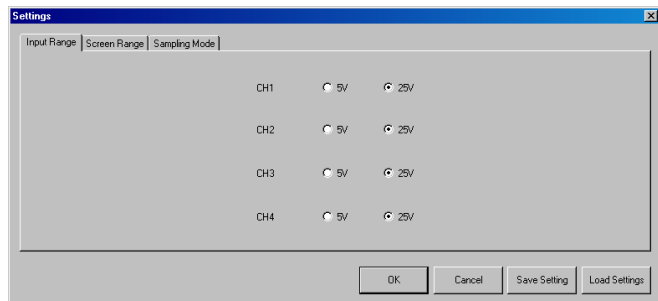 Settings
Input Range Screen Range Sampling Mode
CH1 5V 25V
CH2 5V 25V
CH3 5V 25V
CH4 5V 25V
OK Cancel Save Setting Load Settings